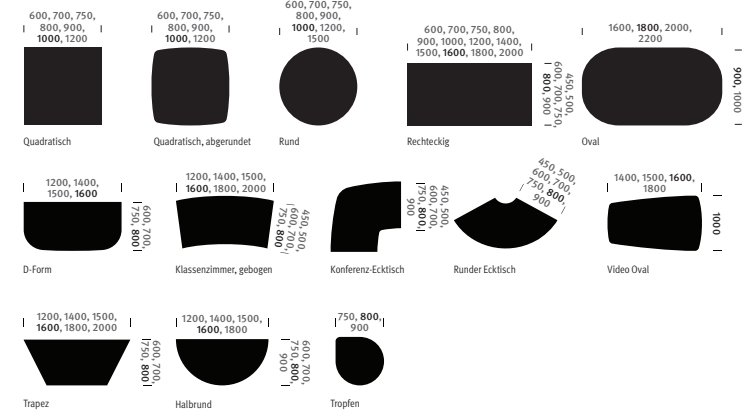 600, 700, 750,
800, 900,
1000, 1200
Quadratisch
600, 700, 750,
800, 900,
1000, 1200
Quadratisch, abgerundet
600, 700, 750,
800, 900,
1000, 1200,
1500
Rund
600, 700, 750, 800,
900, 1000, 1200, 1400,
1500, 1600, 1800, 2000
450, 500,
600, 700, 750,
800, 900
Rechteckig
1600, 1800, 2000,
2200
900, 1000
Oval
1200, 1400,
1500, 1600
600, 700,
750, 800
D-Form
1200, 1400, 1500,
1600, 1800, 2000
450, 500,
600, 700,
750, 800
Klassenzimmer, gebogen
450, 500,
600, 700,
750, 800,
900
Konferenz-Ecktisch
450, 500,
600, 700,
750, 800,
900
Runder Ecktisch
1400, 1500, 1600,
1800
1000
Video Oval
1200, 1400, 1500,
1600, 1800, 2000
600, 700,
750, 800
Trapez
1200, 1400, 1500,
1600, 1800
600, 700,
750, 800,
900
Halbrund
750, 800,
900
Tropfen